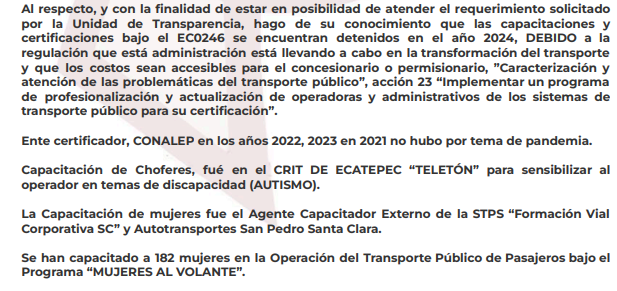 Al respecto, y con la finalidad de estar en posibilidad de atender el requerimiento solicitado
por la Unidad de Transparencia, hago de su conocimiento que las capacitaciones y
certificaciones bajo el EC0246 se encuentran detenidos en el año 2024, DEBIDO a la
regulación que está administración está llevando a cabo en la transformación del transporte
y que los costos sean accesibles para el concesionario o permisionario, "Caracterización y
atención de las problemáticas del transporte público", acción 23 "Implementar un programa
de profesionalización y actualización de operadoras y administrativos de los sistemas de
transporte público para su certificación".
Ente certificador, CONALEP en los años 2022, 2023 en 2021 no hubo por tema de pandemia.
Capacitación de Choferes, fué en el CRIT DE ECATEPEC "TELETÓN" para sensibilizar al
operador en temas de discapacidad (AUTISMO).
La Capacitación de mujeres fue el Agente Capacitador Externo de la STPS "Formación Vial
Corporativa SC" y Autotransportes San Pedro Santa Clara.
Se han capacitado a 182 mujeres en la Operación del Transporte Público de Pasajeros bajo el
Programa "MUJERES AL VOLANTE".